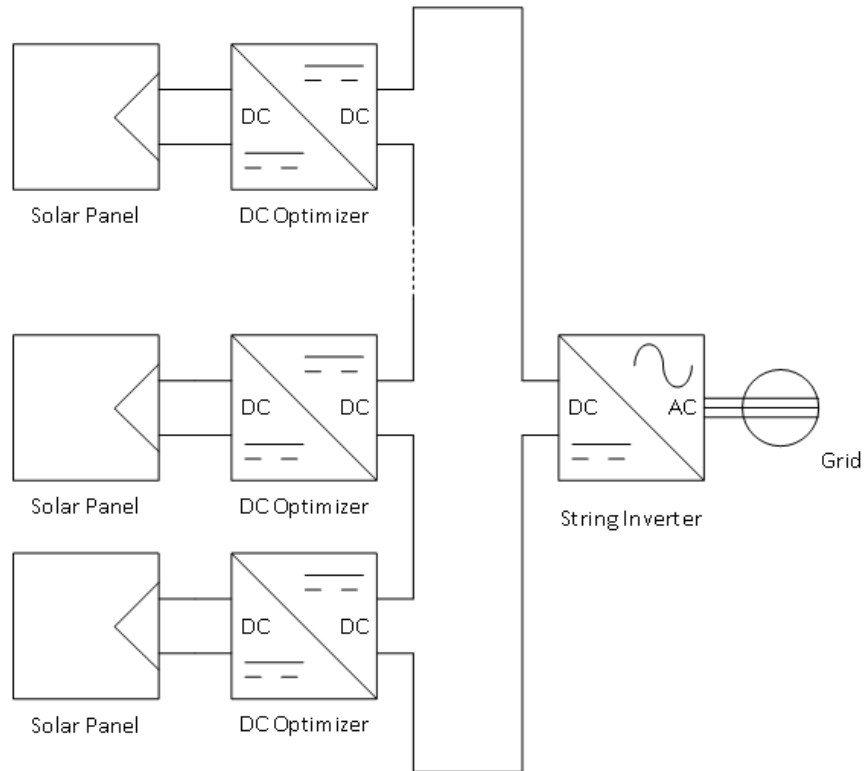 DC
DC
Solar Panel
DC Optimizer
DC
DC
DC
AC
Solar Panel
DC Optimizer
String Inverter
Grid
DC
DC
Solar Panel
DC Optimizer